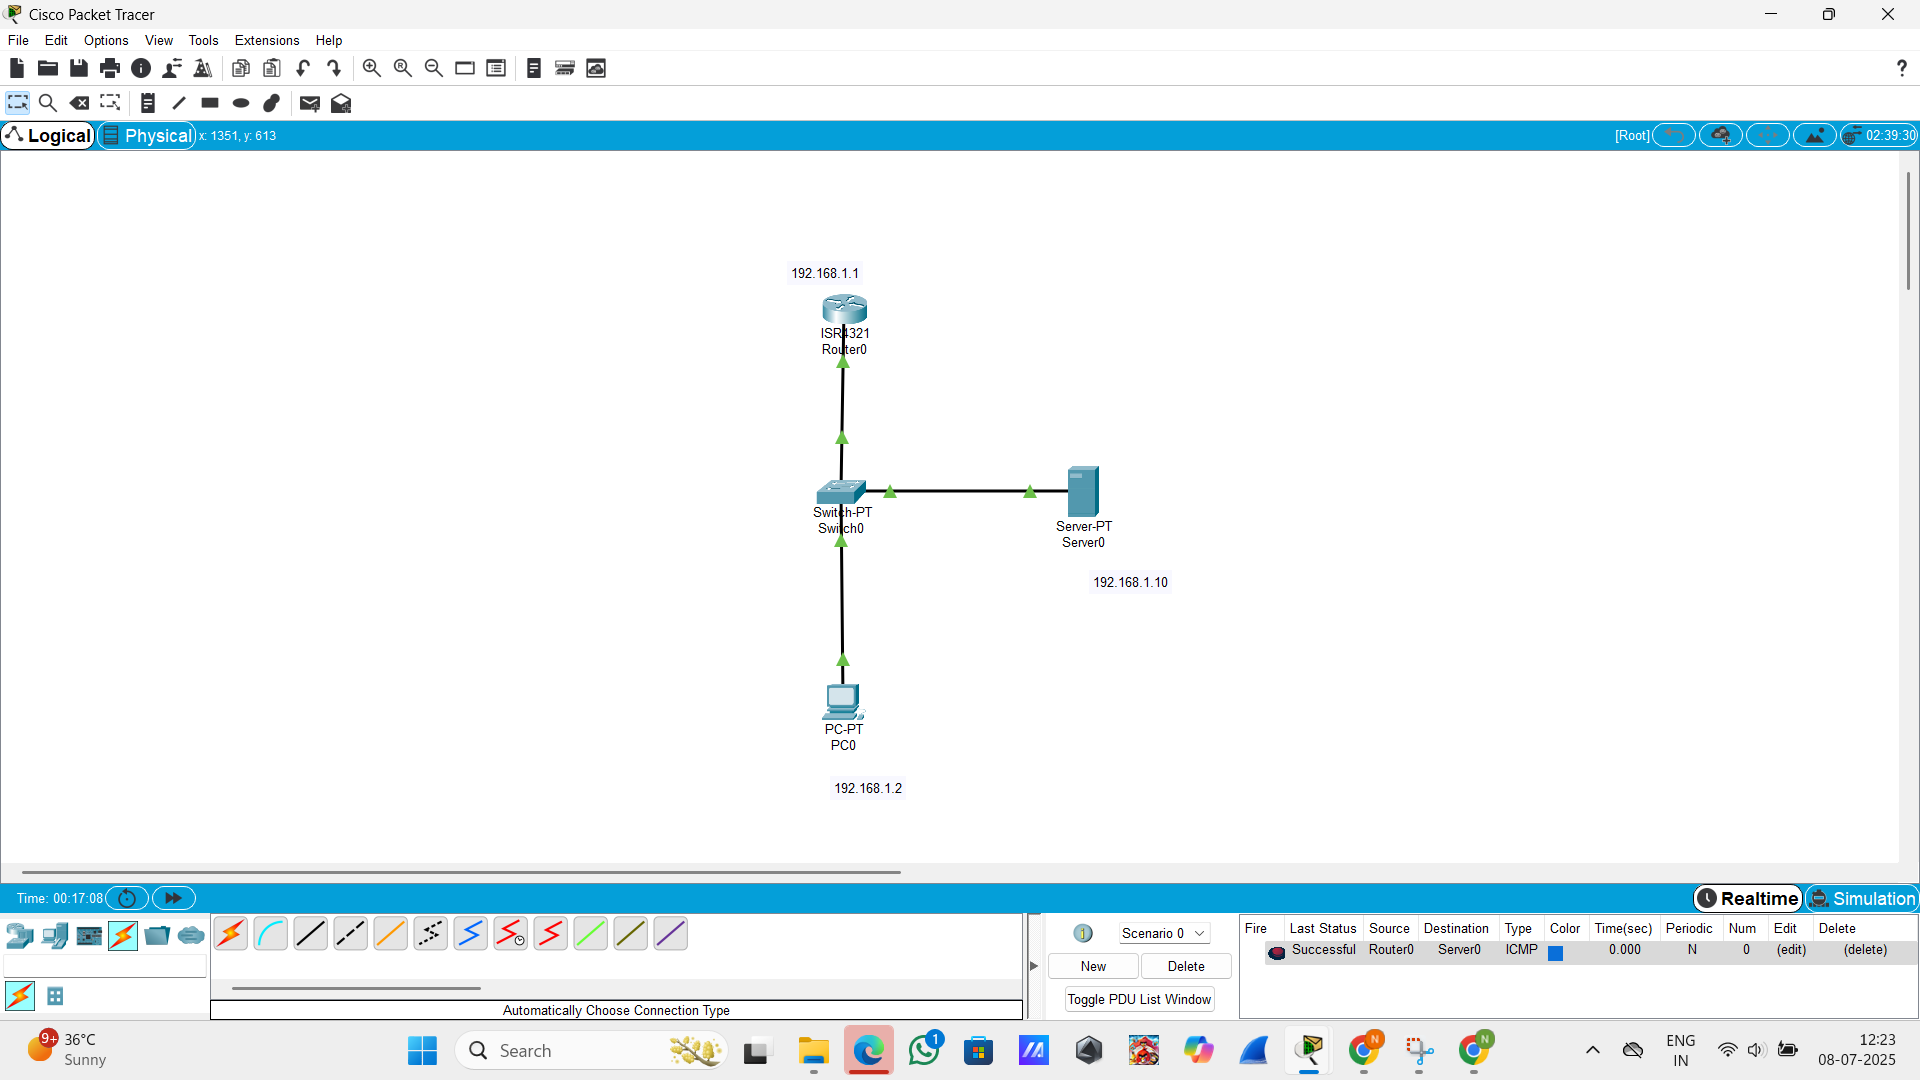 Cisco Packet Tracer
File Edit Options View Tools Extensions Help
?
Logical Physical x: 1351, y: 613 [Root] 02:39:30
192.168.1.1
ISR4321
Router0
Switch-PT
Switch0
Server-PT
Server0
192.168.1.10
PC-PT
PC0
192.168.1.2
Time: 00:17:08 Realtime Simulation
Scenario 0
New Delete
Toggle PDU List Window
Fire Last Status Source Destination Type Color Time(sec) Periodic Num Edit Delete
Successful Router0 Server0 ICMP 0.000 N 0 (edit) (delete)
Automatically Choose Connection Type
9+ 36°C
Sunny
Search
1
N
N
ENG
IN
12:23
08-07-2025